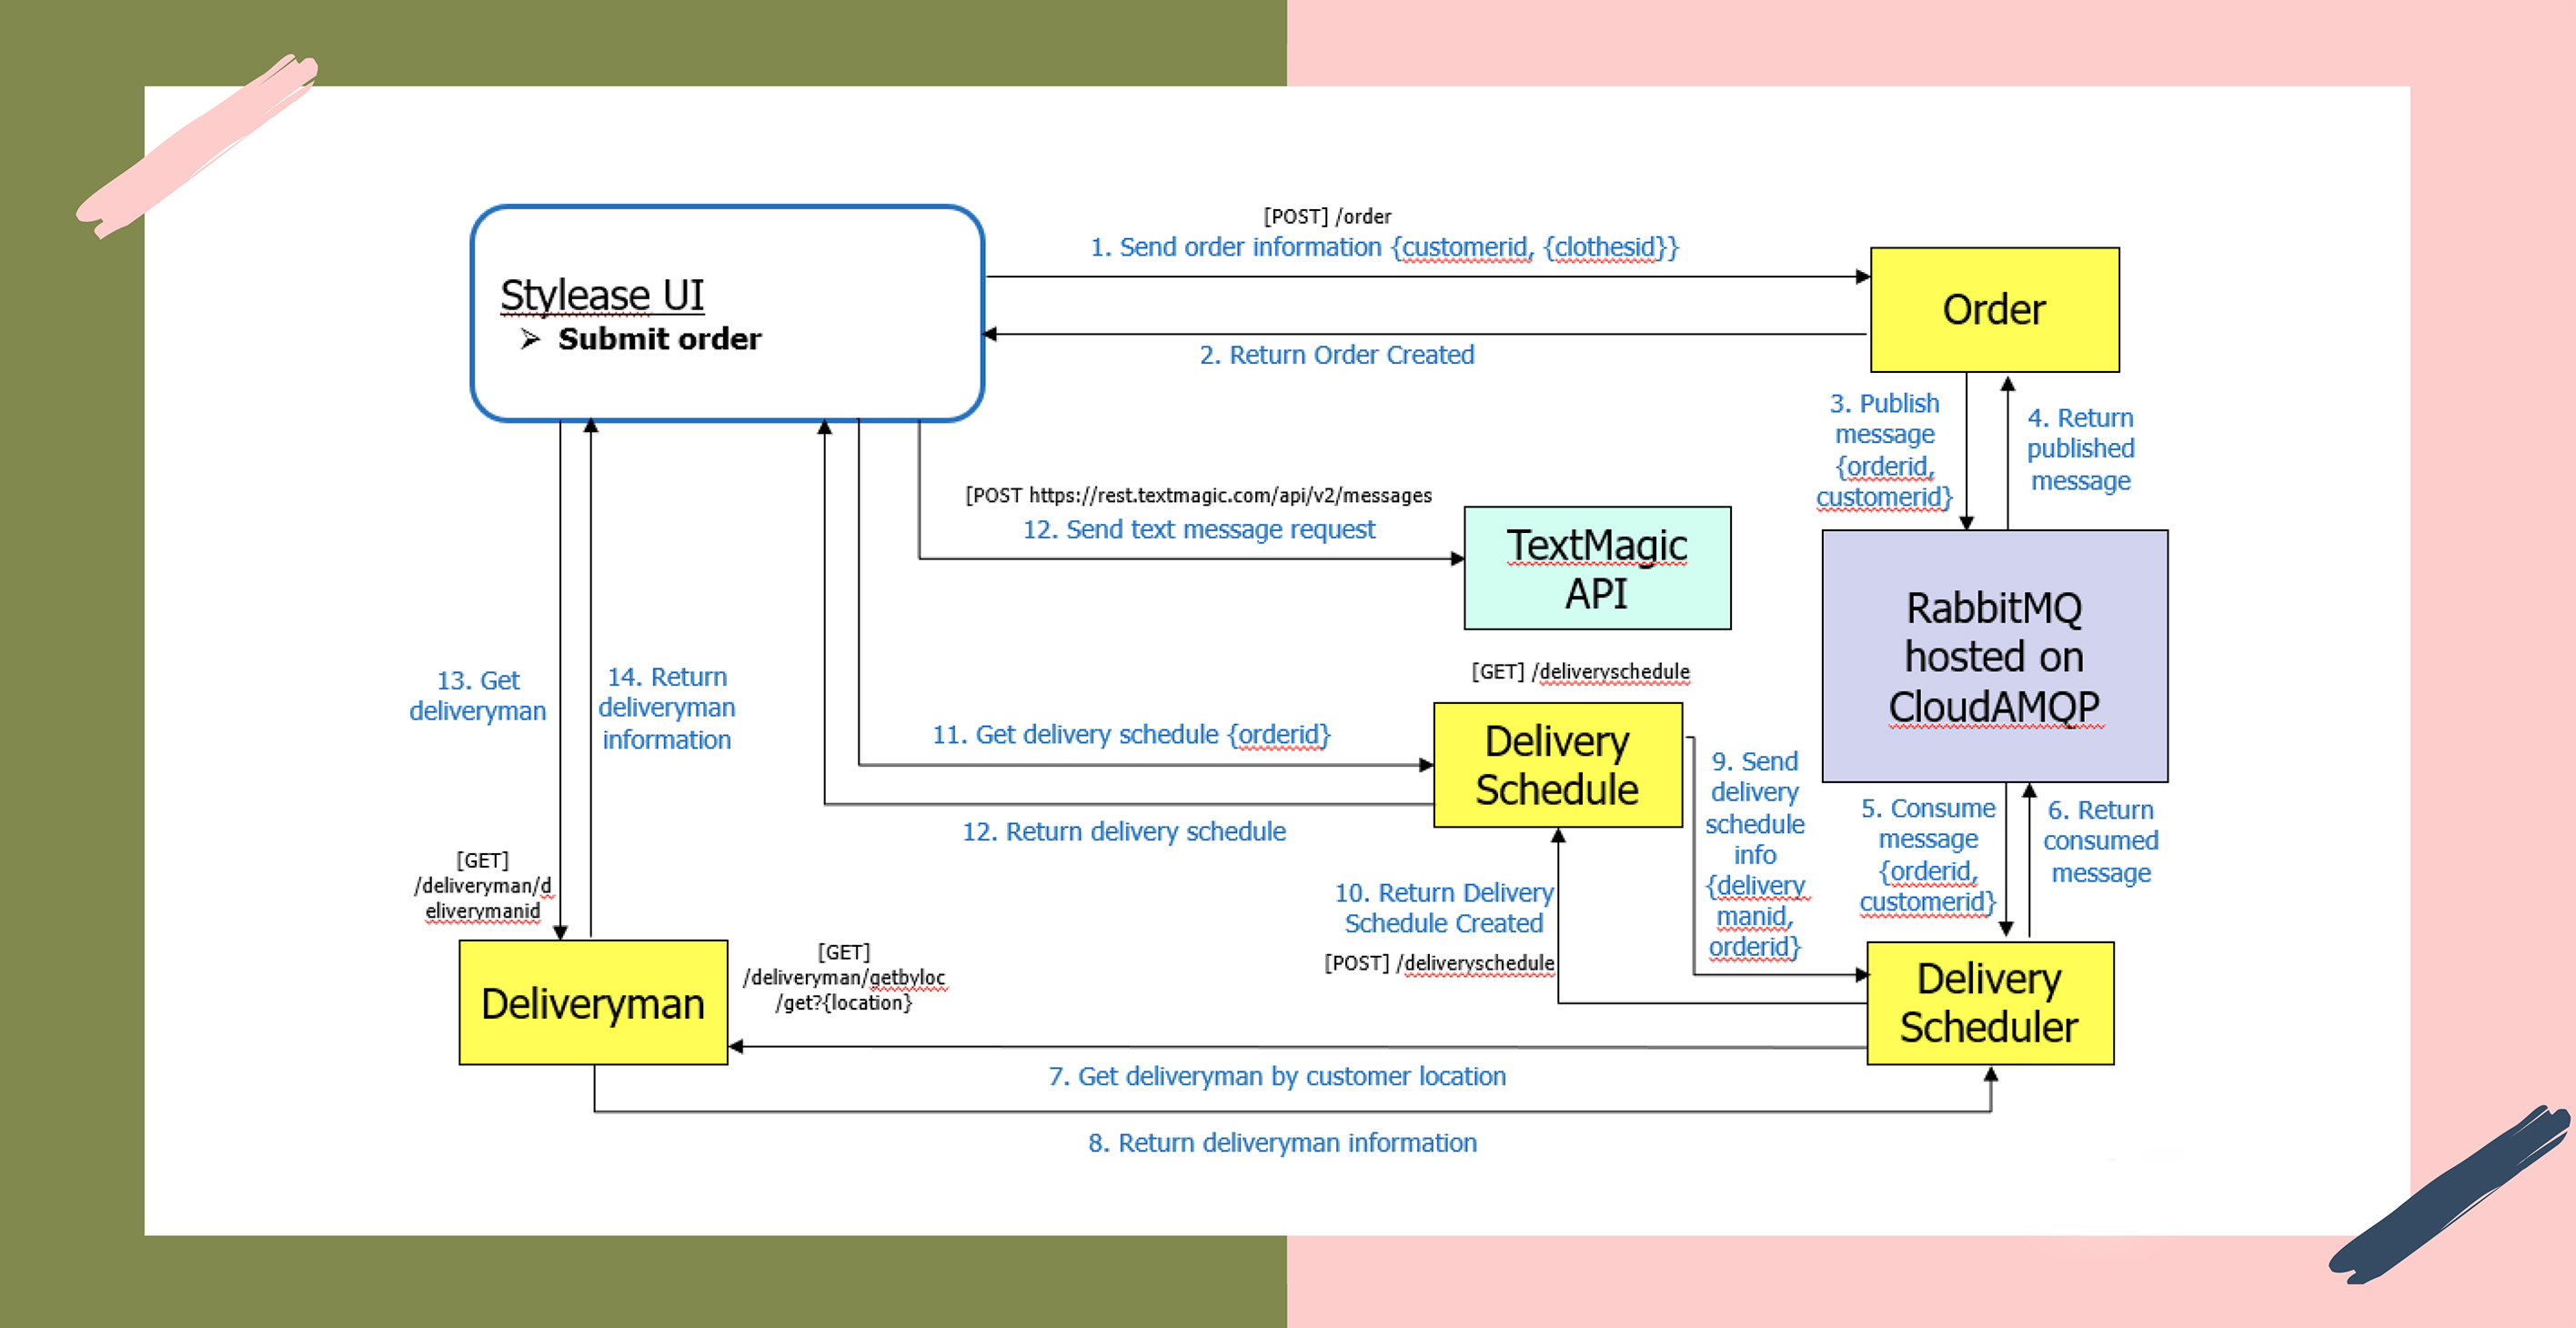 [POST] /order
1. Send order information {customerid, {clothesid}}
Stylease UI
➢ Submit order
Order
2. Return Order Created
3. Publish
message
{orderid,
customerid}
4. Return
published
message
[POST https://rest.textmagic.com/api/v2/messages
12. Send text message request
TextMagic
API
RabbitMQ
hosted on
CloudAMQP
13. Get
deliveryman
14. Return
deliveryman
information
[GET] /deliveryschedule
11. Get delivery schedule {orderid}
Delivery
Schedule
12. Return delivery schedule
9. Send
delivery
schedule
info
{delivery
manid,
orderid}
5. Consume
message
{orderid,
customerid}
6. Return
consumed
message
10. Return Delivery
Schedule Created
[POST] /deliveryschedule
[GET]
/deliveryman/d
eliverymanid
Deliveryman
[GET]
/deliveryman/getbyloc
/get?{location}
Delivery
Scheduler
7. Get deliveryman by customer location
8. Return deliveryman information